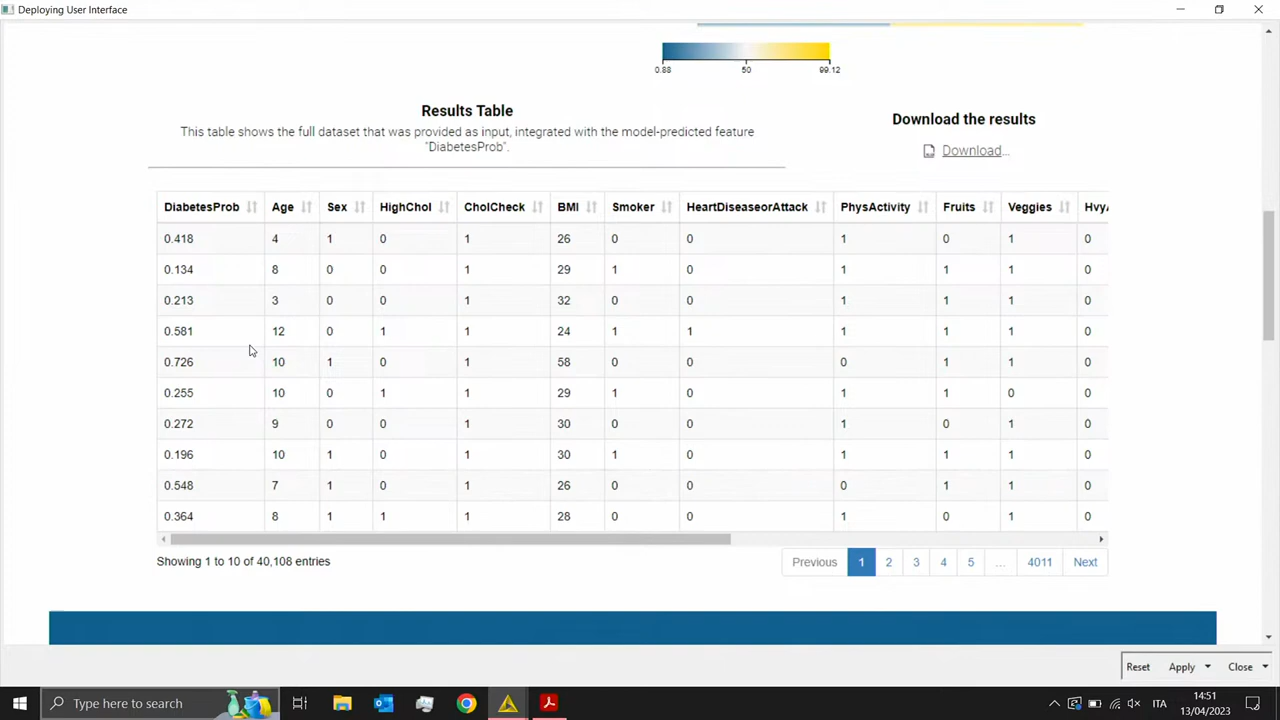 Deploying User Interface
0.88 50 99.12
Results Table
This table shows the full dataset that was provided as input, integrated with the model-predicted feature
"DiabetesProb".
Download the results
Download...
DiabetesProb Age Sex HighChol CholCheck BMI Smoker HeartDiseaseorAttack PhysActivity Fruits Veggies
0.418 4 1 0 1 26 0 0 1 0 1 0
0.134 8 0 0 1 29 1 0 1 1 1 0
0.213 3 0 0 1 32 0 0 1 1 1 0
0.581 12 0 1 1 24 1 1 1 1 1 0
0.726 10 1 0 1 58 0 0 0 1 1 0
0.255 10 0 1 1 29 1 0 1 1 0 0
0.272 9 0 0 1 30 0 0 1 0 1 0
0.196 10 1 0 1 30 1 0 1 1 1 0
0.548 7 1 0 1 26 0 0 0 1 1 0
0.364 8 1 1 1 28 0 0 1 0 1 0
Showing 1 to 10 of 40,108 entries
Previous 1 2 3 4 5 ... 4011 Next
Reset Apply Close
Type here to search
ITA
14:51
13/04/2023